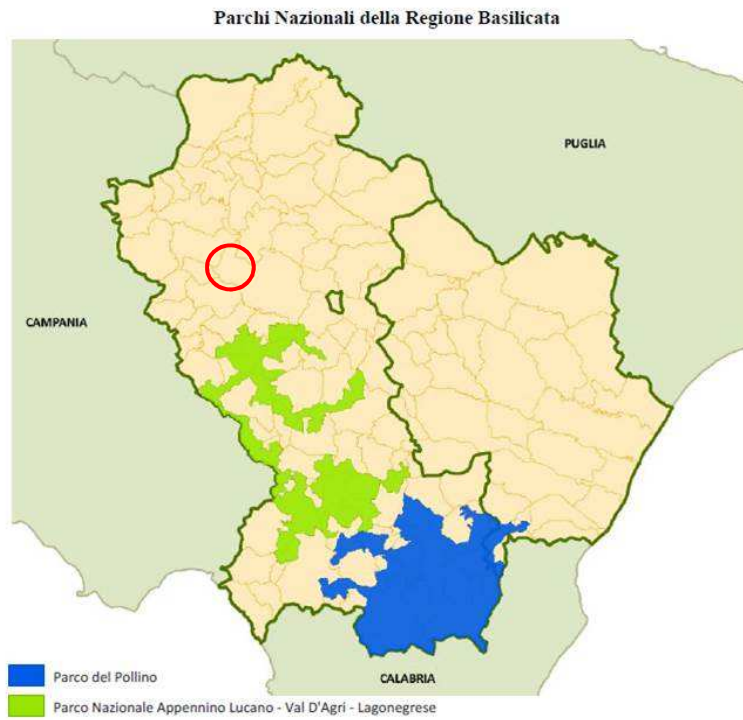 Parchi Nazionali della Regione Basilicata
PUGLIA
CAMPANIA
CALABRIA
Parco del Pollino
Parco Nazionale Appennino Lucano - Val D'Agri - Lagonegrese